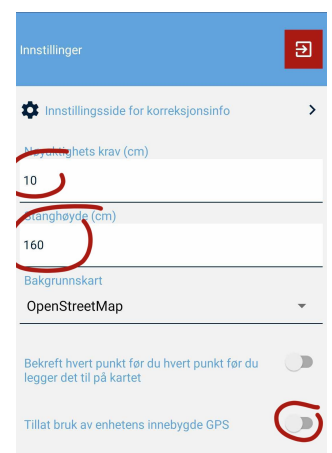 Innstillinger
Innstillingsside for korreksjonsinfo
Nøyaktighets krav (cm)
10
Stanghøyde (cm)
160
Bakgrunnskart
OpenStreetMap
Bekreft hvert punkt før du hvert punkt før du
legger det til på kartet
Tillat bruk av enhetens innebygde GPS